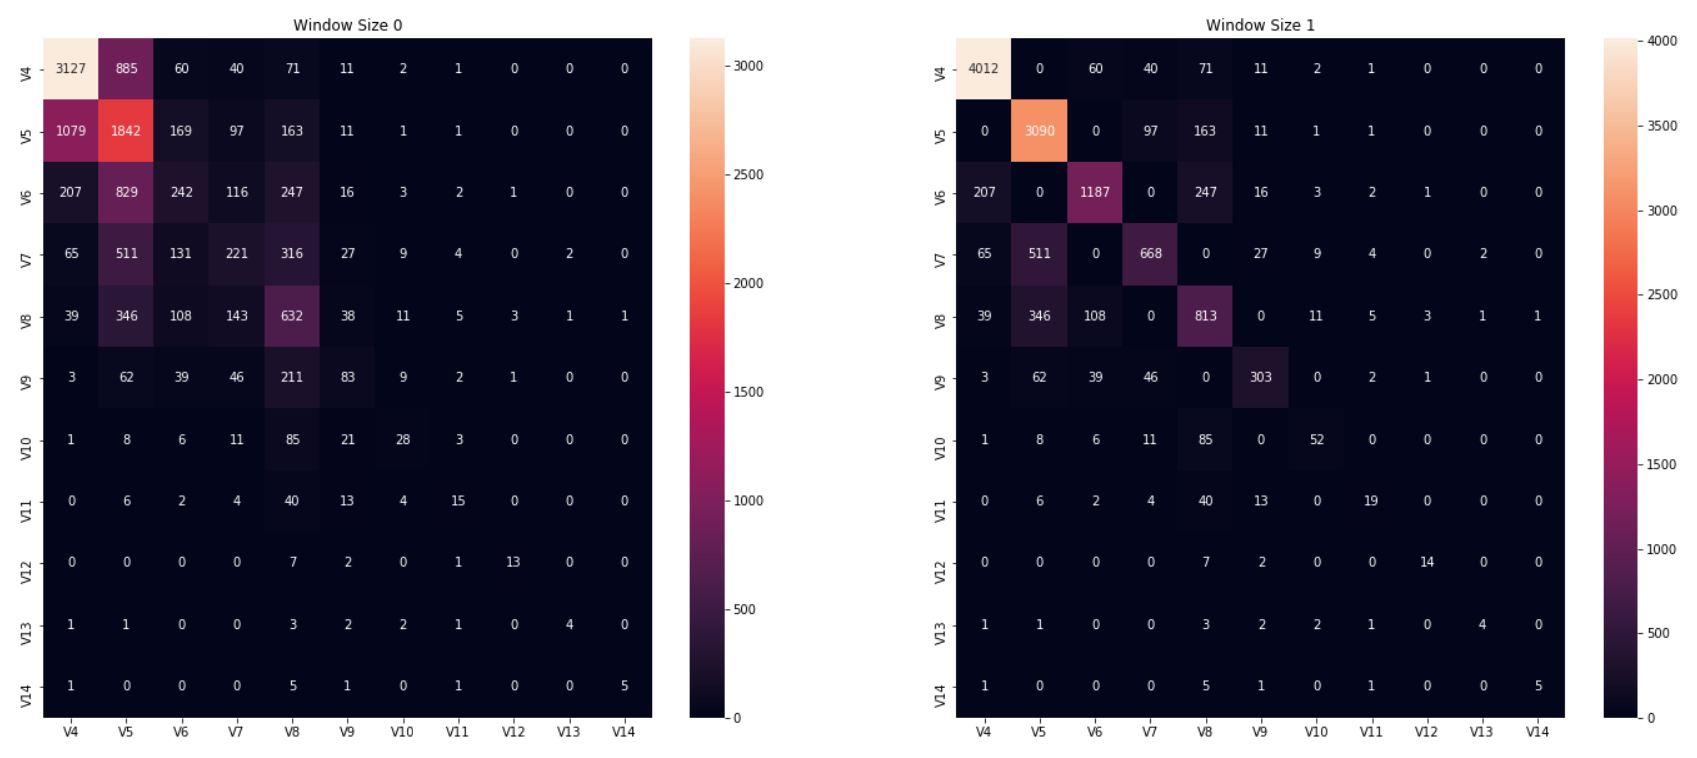 Window Size 0
V4 3127 885 60 40 71 11 2 1 0 0 0
V5 1079 1842 169 97 163 11 1 1 0 0 0
V6 207 829 242 116 247 16 3 2 1 0 0
V7 65 511 131 221 316 27 9 4 0 2 0
V8 39 346 108 143 632 38 11 5 3 1 1
V9 3 62 39 46 211 83 9 2 1 0 0
V10 1 8 6 11 85 21 28 3 0 0 0
V11 0 6 2 4 40 13 4 15 0 0 0
V12 0 0 0 0 7 2 0 1 13 0 0
V13 1 1 0 0 3 2 2 1 0 4 0
V14 1 0 0 0 5 1 0 1 0 0 5
V4 V5 V6 V7 V8 V9 V10 V11 V12 V13 V14
3000
2500
2000
1500
1000
500
0
Window Size 1
V4 4012 0 60 40 71 11 2 1 0 0 0
V5 0 3090 0 97 163 11 1 1 0 0 0
V6 207 0 1187 0 247 16 3 2 1 0 0
V7 65 511 0 668 0 27 9 4 0 2 0
V8 39 346 108 0 813 0 11 5 3 1 1
V9 3 62 39 46 0 303 0 2 1 0 0
V10 1 8 6 11 85 0 52 0 0 0 0
V11 0 6 2 4 40 13 0 19 0 0 0
V12 0 0 0 0 7 2 0 0 14 0 0
V13 1 1 0 0 3 2 2 1 0 4 0
V14 1 0 0 0 5 1 0 1 0 0 5
V4 V5 V6 V7 V8 V9 V10 V11 V12 V13 V14
4000
3500
3000
2500
2000
1500
1000
500
0